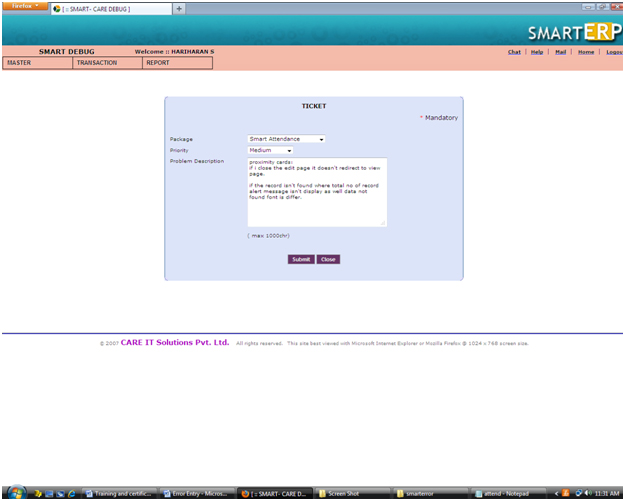 Firefox
[ :: SMART- CARE DEBUG ]
+
SMARTERP
SMART DEBUG
Welcome :: HARIHARAN S
Chat | Help | Mail | Home | Logout
MASTER
TRANSACTION
REPORT
TICKET
* Mandatory
Package
Smart Attendance
Priority
Medium
Problem Description
proximity cards:
if i close the edit page it doesn't redirect to view
page.
if the record isn't found where total no of record
alert message isn't display as well data not
found font is differ.
( max 1000chr)
Submit
Close
© 2007 CARE IT Solutions Pvt. Ltd. All rights reserved. This site best viewed with Microsoft Internet Explorer or Mozilla Firefox @ 1024 x 768 screen size.
Training and certific...
Error Entry - Micros...
[ :: SMART- CARE D...
Screen Shot
smarterror
attend - Notepad
11:31 AM